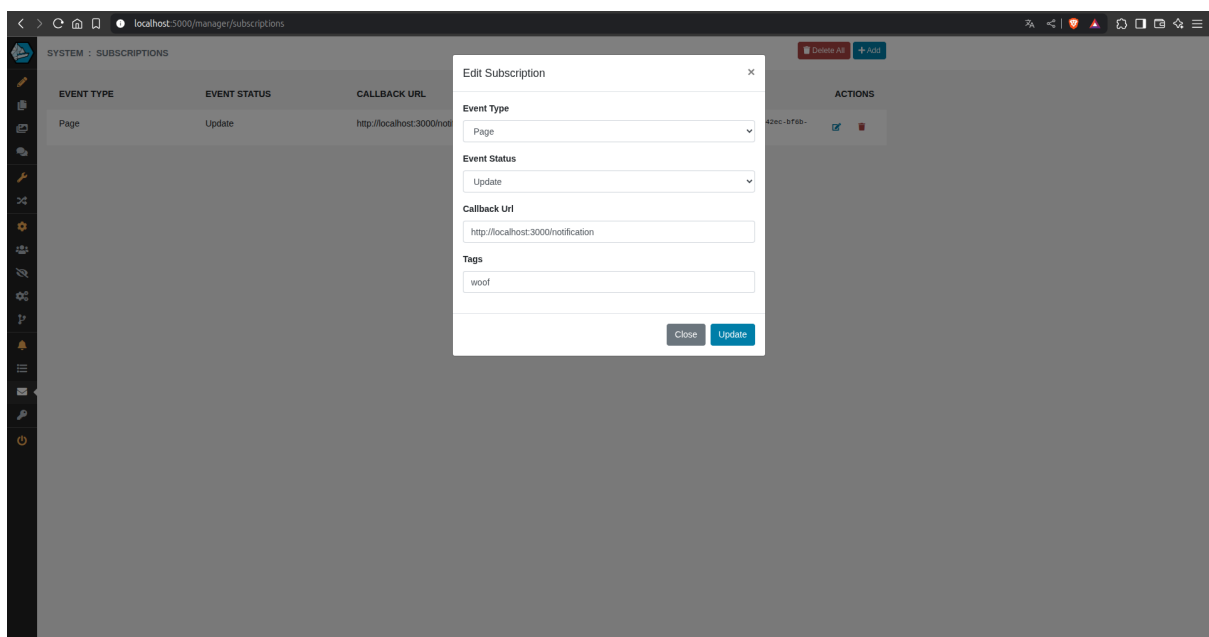 localhost:5000/manager/subscriptions
SYSTEM : SUBSCRIPTIONS
Delete All
Add
EVENT TYPE
EVENT STATUS
CALLBACK URL
ACTIONS
Page
Update
http://localhost:3000/noti
42ec-bf8b-
Edit Subscription
×
Event Type
Page
Event Status
Update
Callback Url
http://localhost:3000/notification
Tags
woof
Close
Update